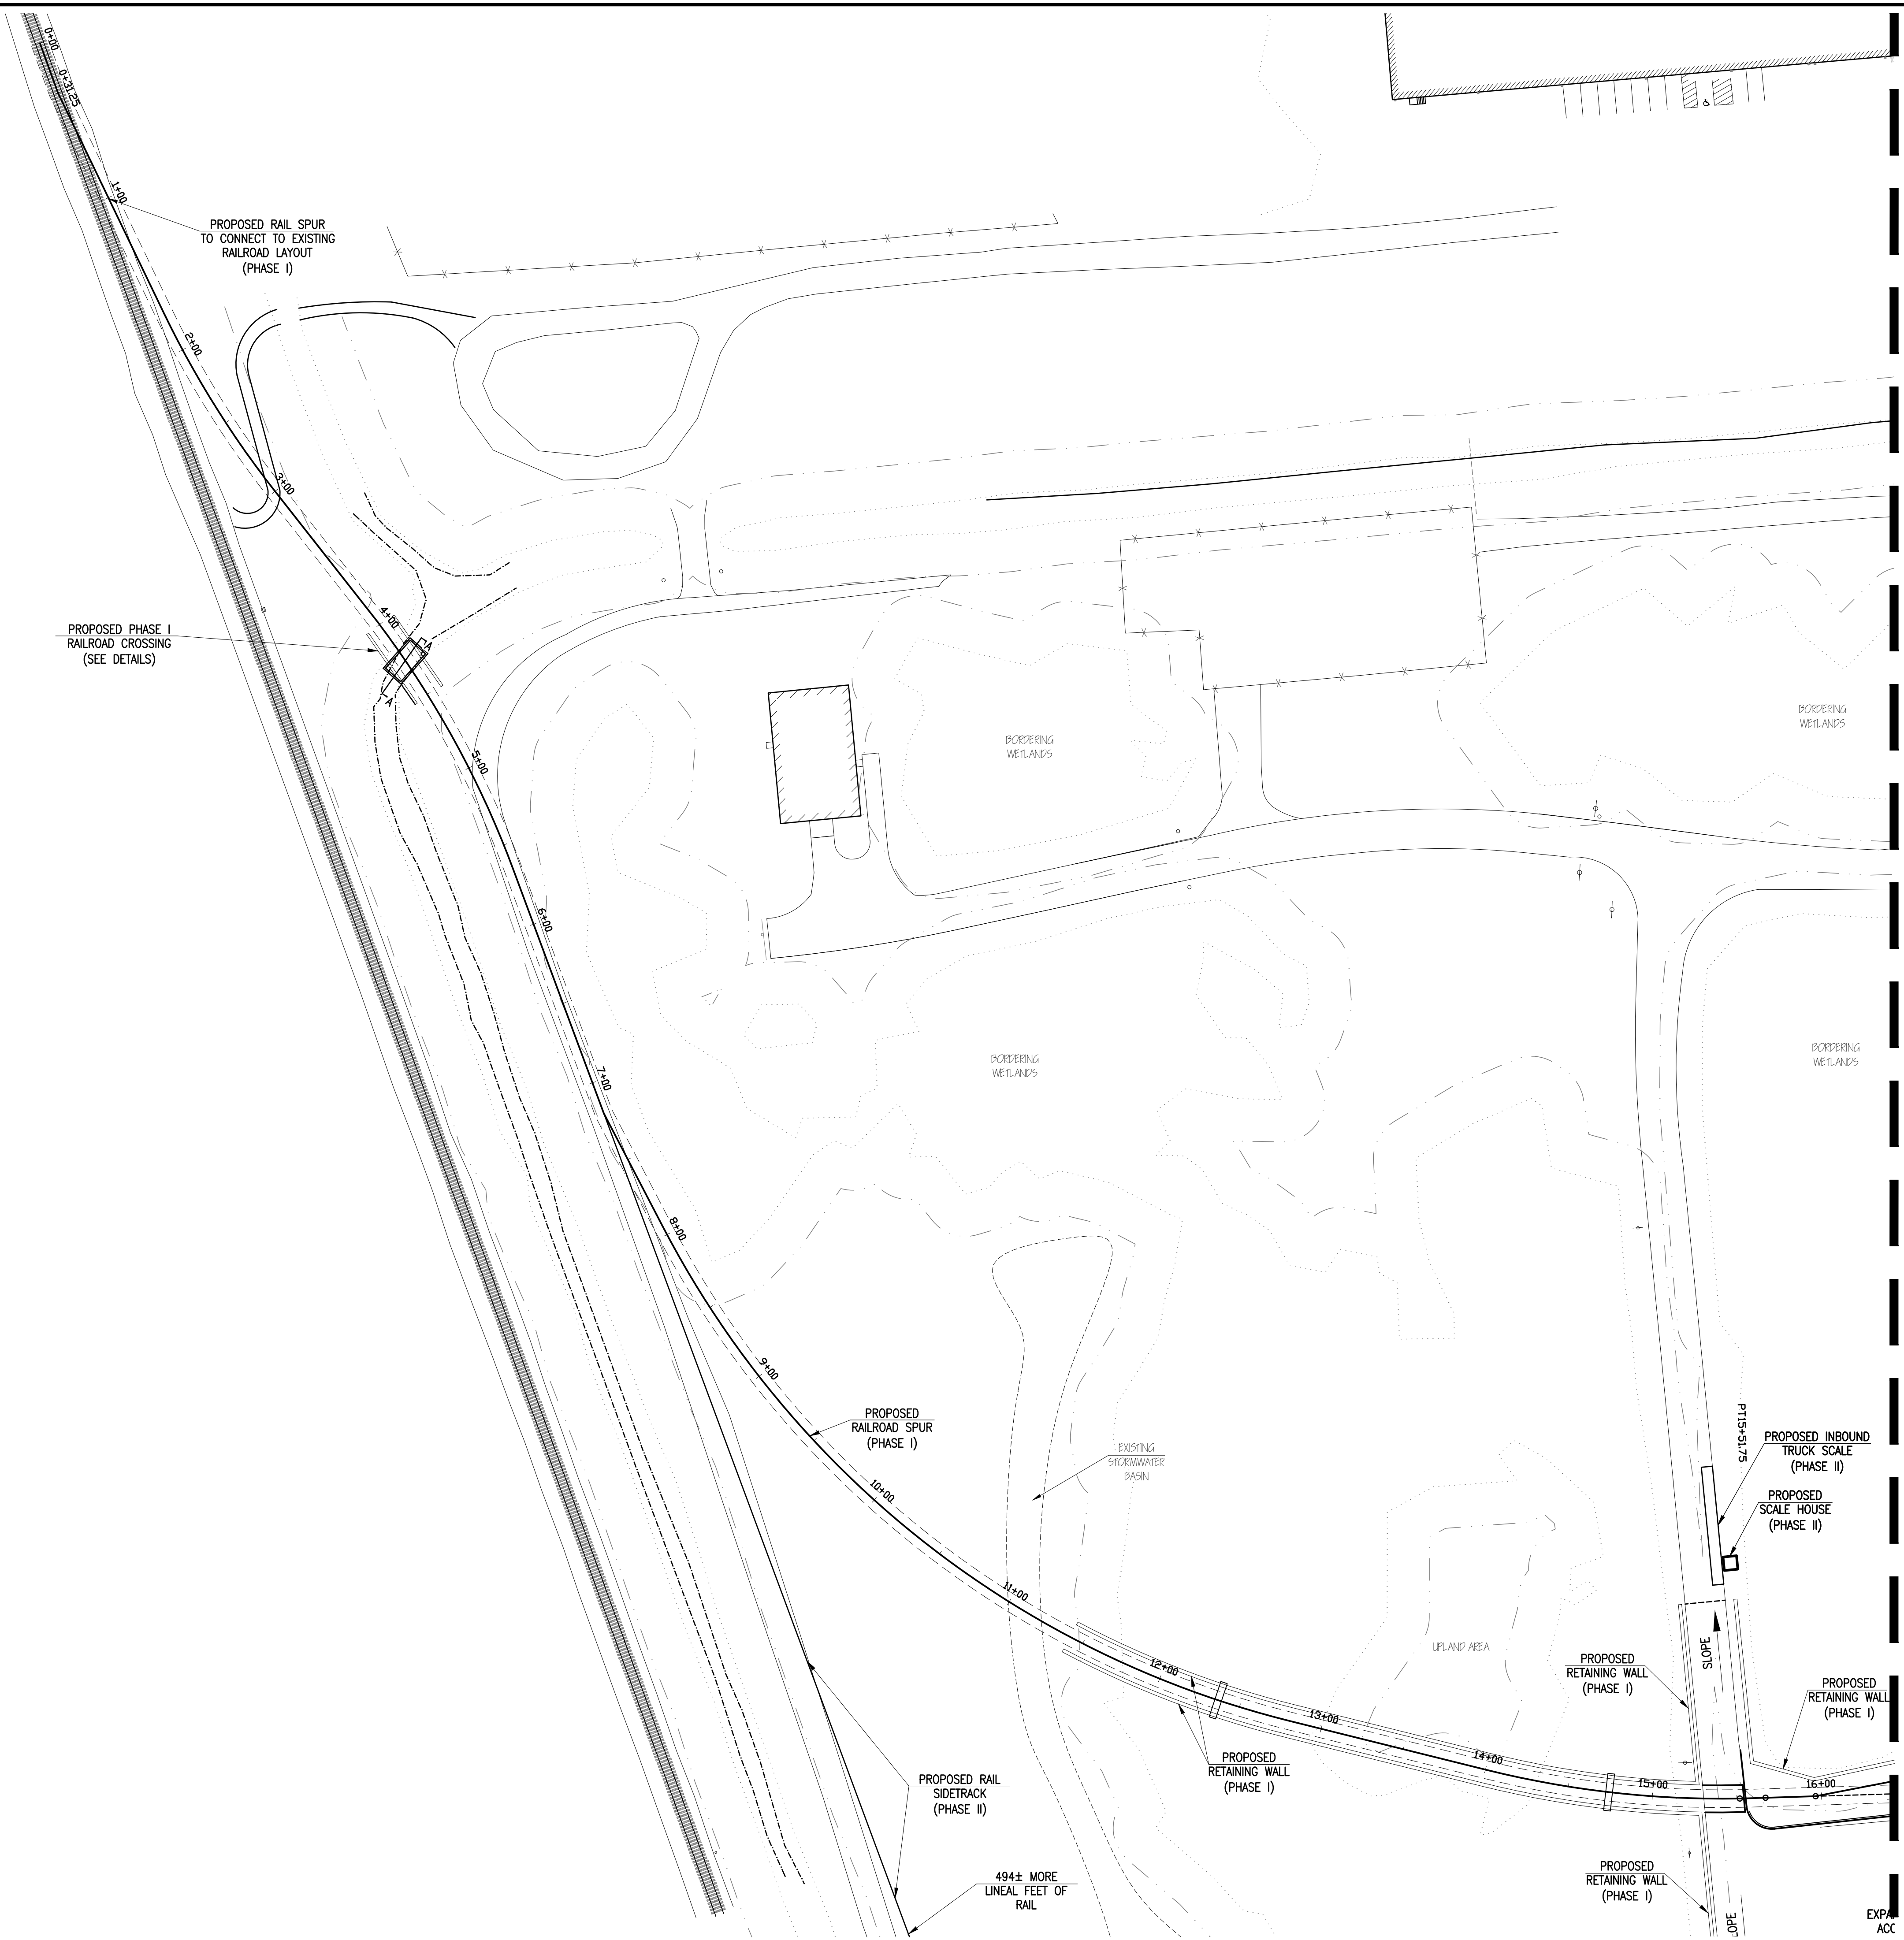 0+00
0+31.25
1+00
PROPOSED RAIL SPUR
TO CONNECT TO EXISTING
RAILROAD LAYOUT
(PHASE I)
2+00
3+00
4+00
A
A
PROPOSED PHASE I
RAILROAD CROSSING
(SEE DETAILS)
5+00
BORDERING
WETLANDS
BORDERING
WETLANDS
6+00
7+00
BORDERING
WETLANDS
BORDERING
WETLANDS
8+00
9+00
PROPOSED
RAILROAD SPUR
(PHASE I)
EXISTING
STORMWATER
BASIN
PT15+51.75
PROPOSED INBOUND
TRUCK SCALE
(PHASE II)
PROPOSED
SCALE HOUSE
(PHASE II)
10+00
11+00
UPLAND AREA
SLOPE
12+00
13+00
14+00
15+00
16+00
PROPOSED
RETAINING WALL
(PHASE I)
PROPOSED
RETAINING WALL
(PHASE I)
PROPOSED
RETAINING WALL
(PHASE I)
PROPOSED RAIL
SIDETRACK
(PHASE II)
494± MORE
LINEAL FEET OF
RAIL
PROPOSED
RETAINING WALL
(PHASE I)